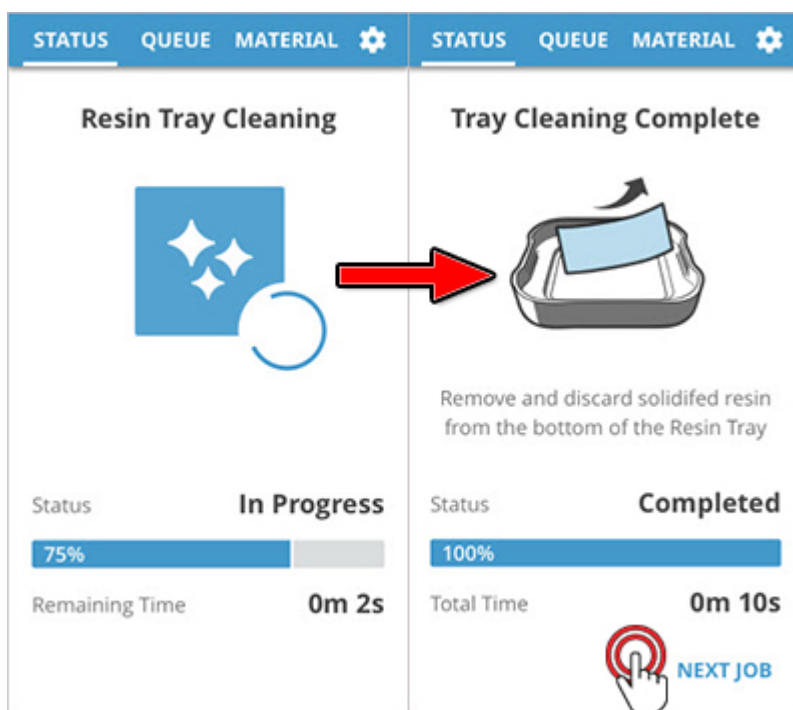 STATUS QUEUE MATERIAL
Resin Tray Cleaning
Status In Progress
75%
Remaining Time 0m 2s
STATUS QUEUE MATERIAL
Tray Cleaning Complete
Remove and discard solidifed resin
from the bottom of the Resin Tray
Status Completed
100%
Total Time 0m 10s
NEXT JOB